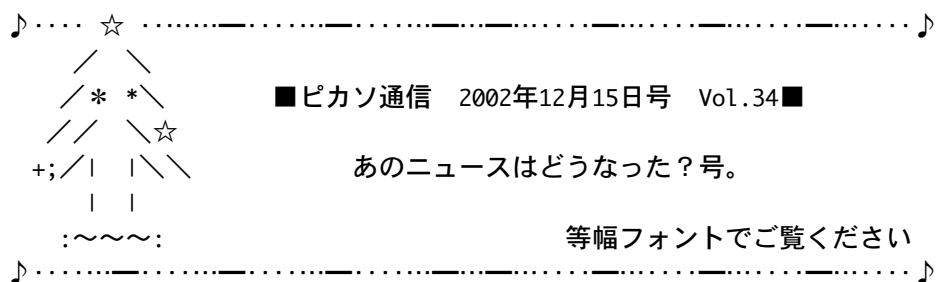 ♪‥‥ ☆ ‥…‥…━‥…‥…━‥…‥…━‥…‥…━…‥…‥━…‥…‥━…‥…‥━…‥…‥♪
／ ＼
／＊ *＼ ■ピカソ通信 2002年12月15日号 Vol.34■
／／ ＼☆
+;／| |＼＼ あのニュースはどうなった？号。
| |
:～～～: 等幅フォントでご覧ください
♪‥‥…━‥‥…━‥‥…━‥‥…━‥‥…━…‥‥━…‥‥━…‥‥━…‥‥♪